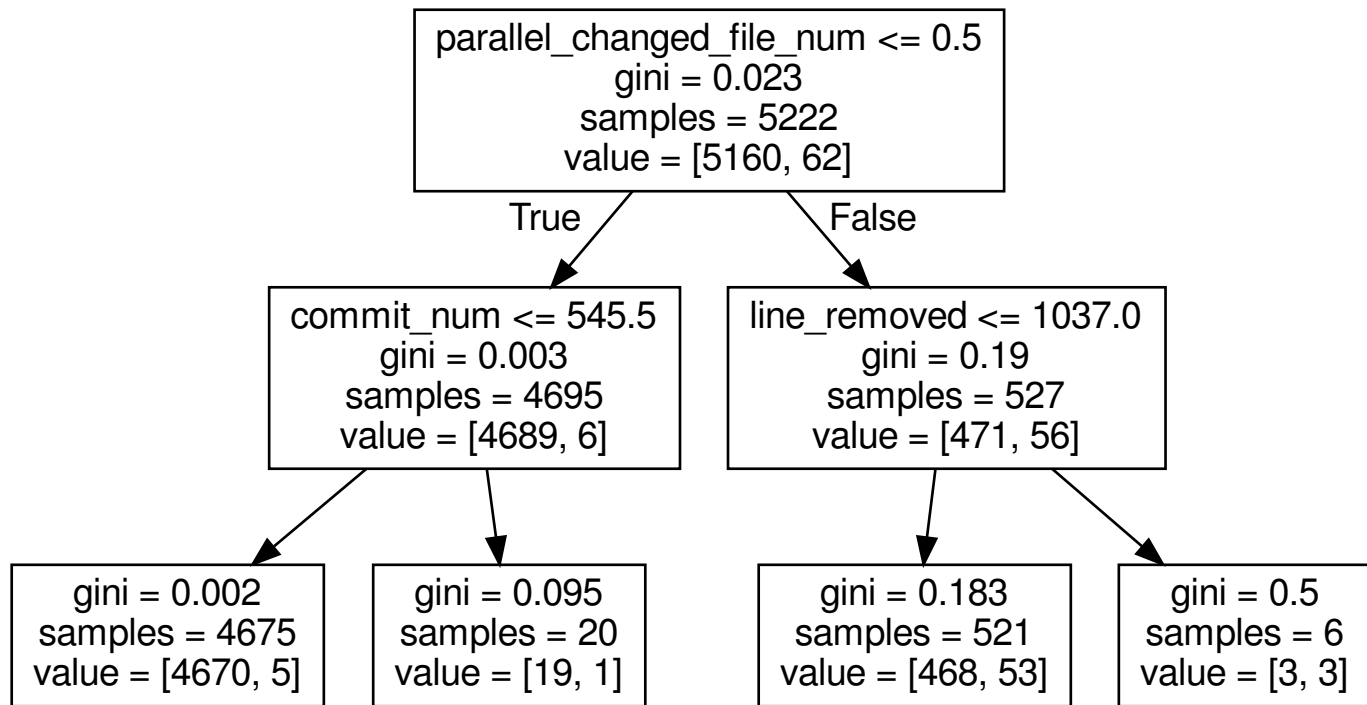 parallel_changed_file_num <= 0.5
gini = 0.023
samples = 5222
value = [5160, 62]
True
False
commit_num <= 545.5
gini = 0.003
samples = 4695
value = [4689, 6]
line_removed <= 1037.0
gini = 0.19
samples = 527
value = [471, 56]
gini = 0.002
samples = 4675
value = [4670, 5]
gini = 0.095
samples = 20
value = [19, 1]
gini = 0.183
samples = 521
value = [468, 53]
gini = 0.5
samples = 6
value = [3, 3]